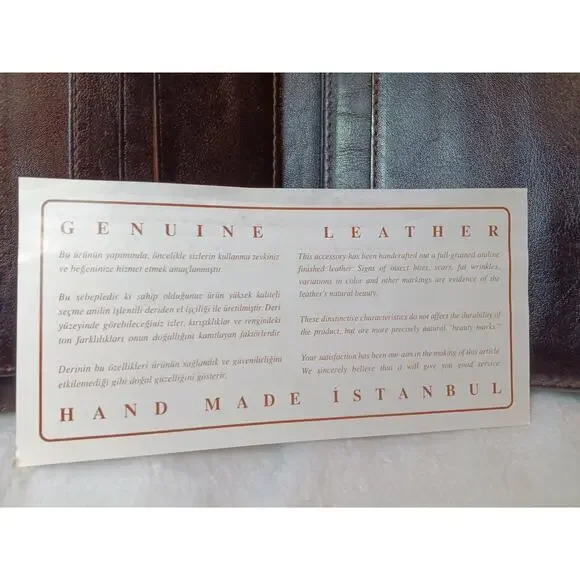 GENUINE LEATHER
Bu ürünün yapımında, öncelikle sizlerin kullanma zevkiniz
ve beğeninize hizmet etmek amaçlanmıştır.
Bu sebepledir ki sahip olduğunuz ürün yüksek kaliteli
seçme anilin işlentili deriden el işçiliği ile üretilmiştir. Deri
yüzeyinde görebileceğiniz izler, kırışıklıklar ve rengindeki
ton farklılıkları onun doğallığını kanıtlayan faktörlerdir.
Derinin bu özellikleri ürünün sağlamlık ve güvenilirliğini
etkilemediği gibi doğal güzelliğini gösterir.
This accessory has been handcrafted out a full-grained analine
finished leather. Signs of insect bites, scars, fat wrinkles,
variations in color and other markings are evidence of the
leather's natural beauty.
These dinstinctive characteristics do not affect the durability of
the product, but are more precisely natural "beauty marks"
Your satisfaction has been our aim in the making of this article
We sincerely believe that a will give you good service
HAND MADE İSTANBUL